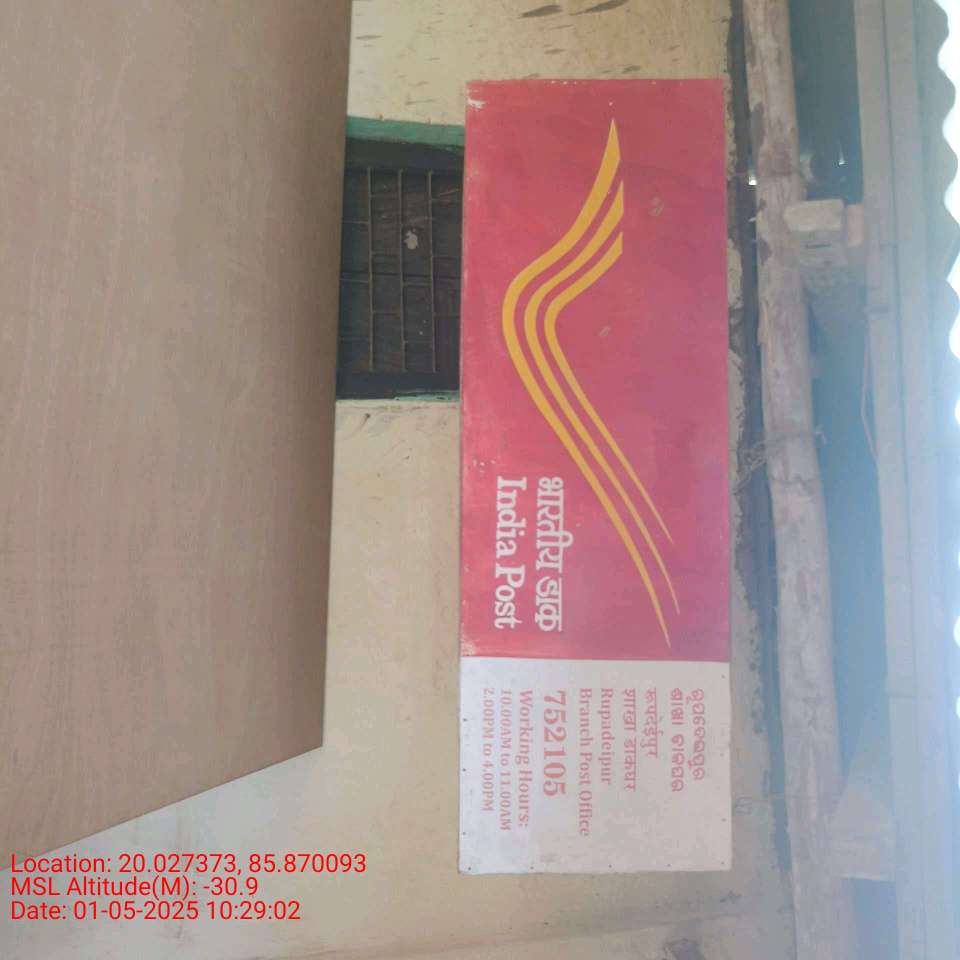 भारतीय डाक
India Post
ରୂପଦେଇପୁର
ଶାଖା ଡାକଘର
रूपदेईपुर
शाखा डाकघर
Rupadeipur
Branch Post Office
752105
Working Hours:
10.00AM to 11.00AM
2.00PM to 4.00PM
Location: 20.027373, 85.870093
MSL Altitude(M): -30.9
Date: 01-05-2025 10:29:02